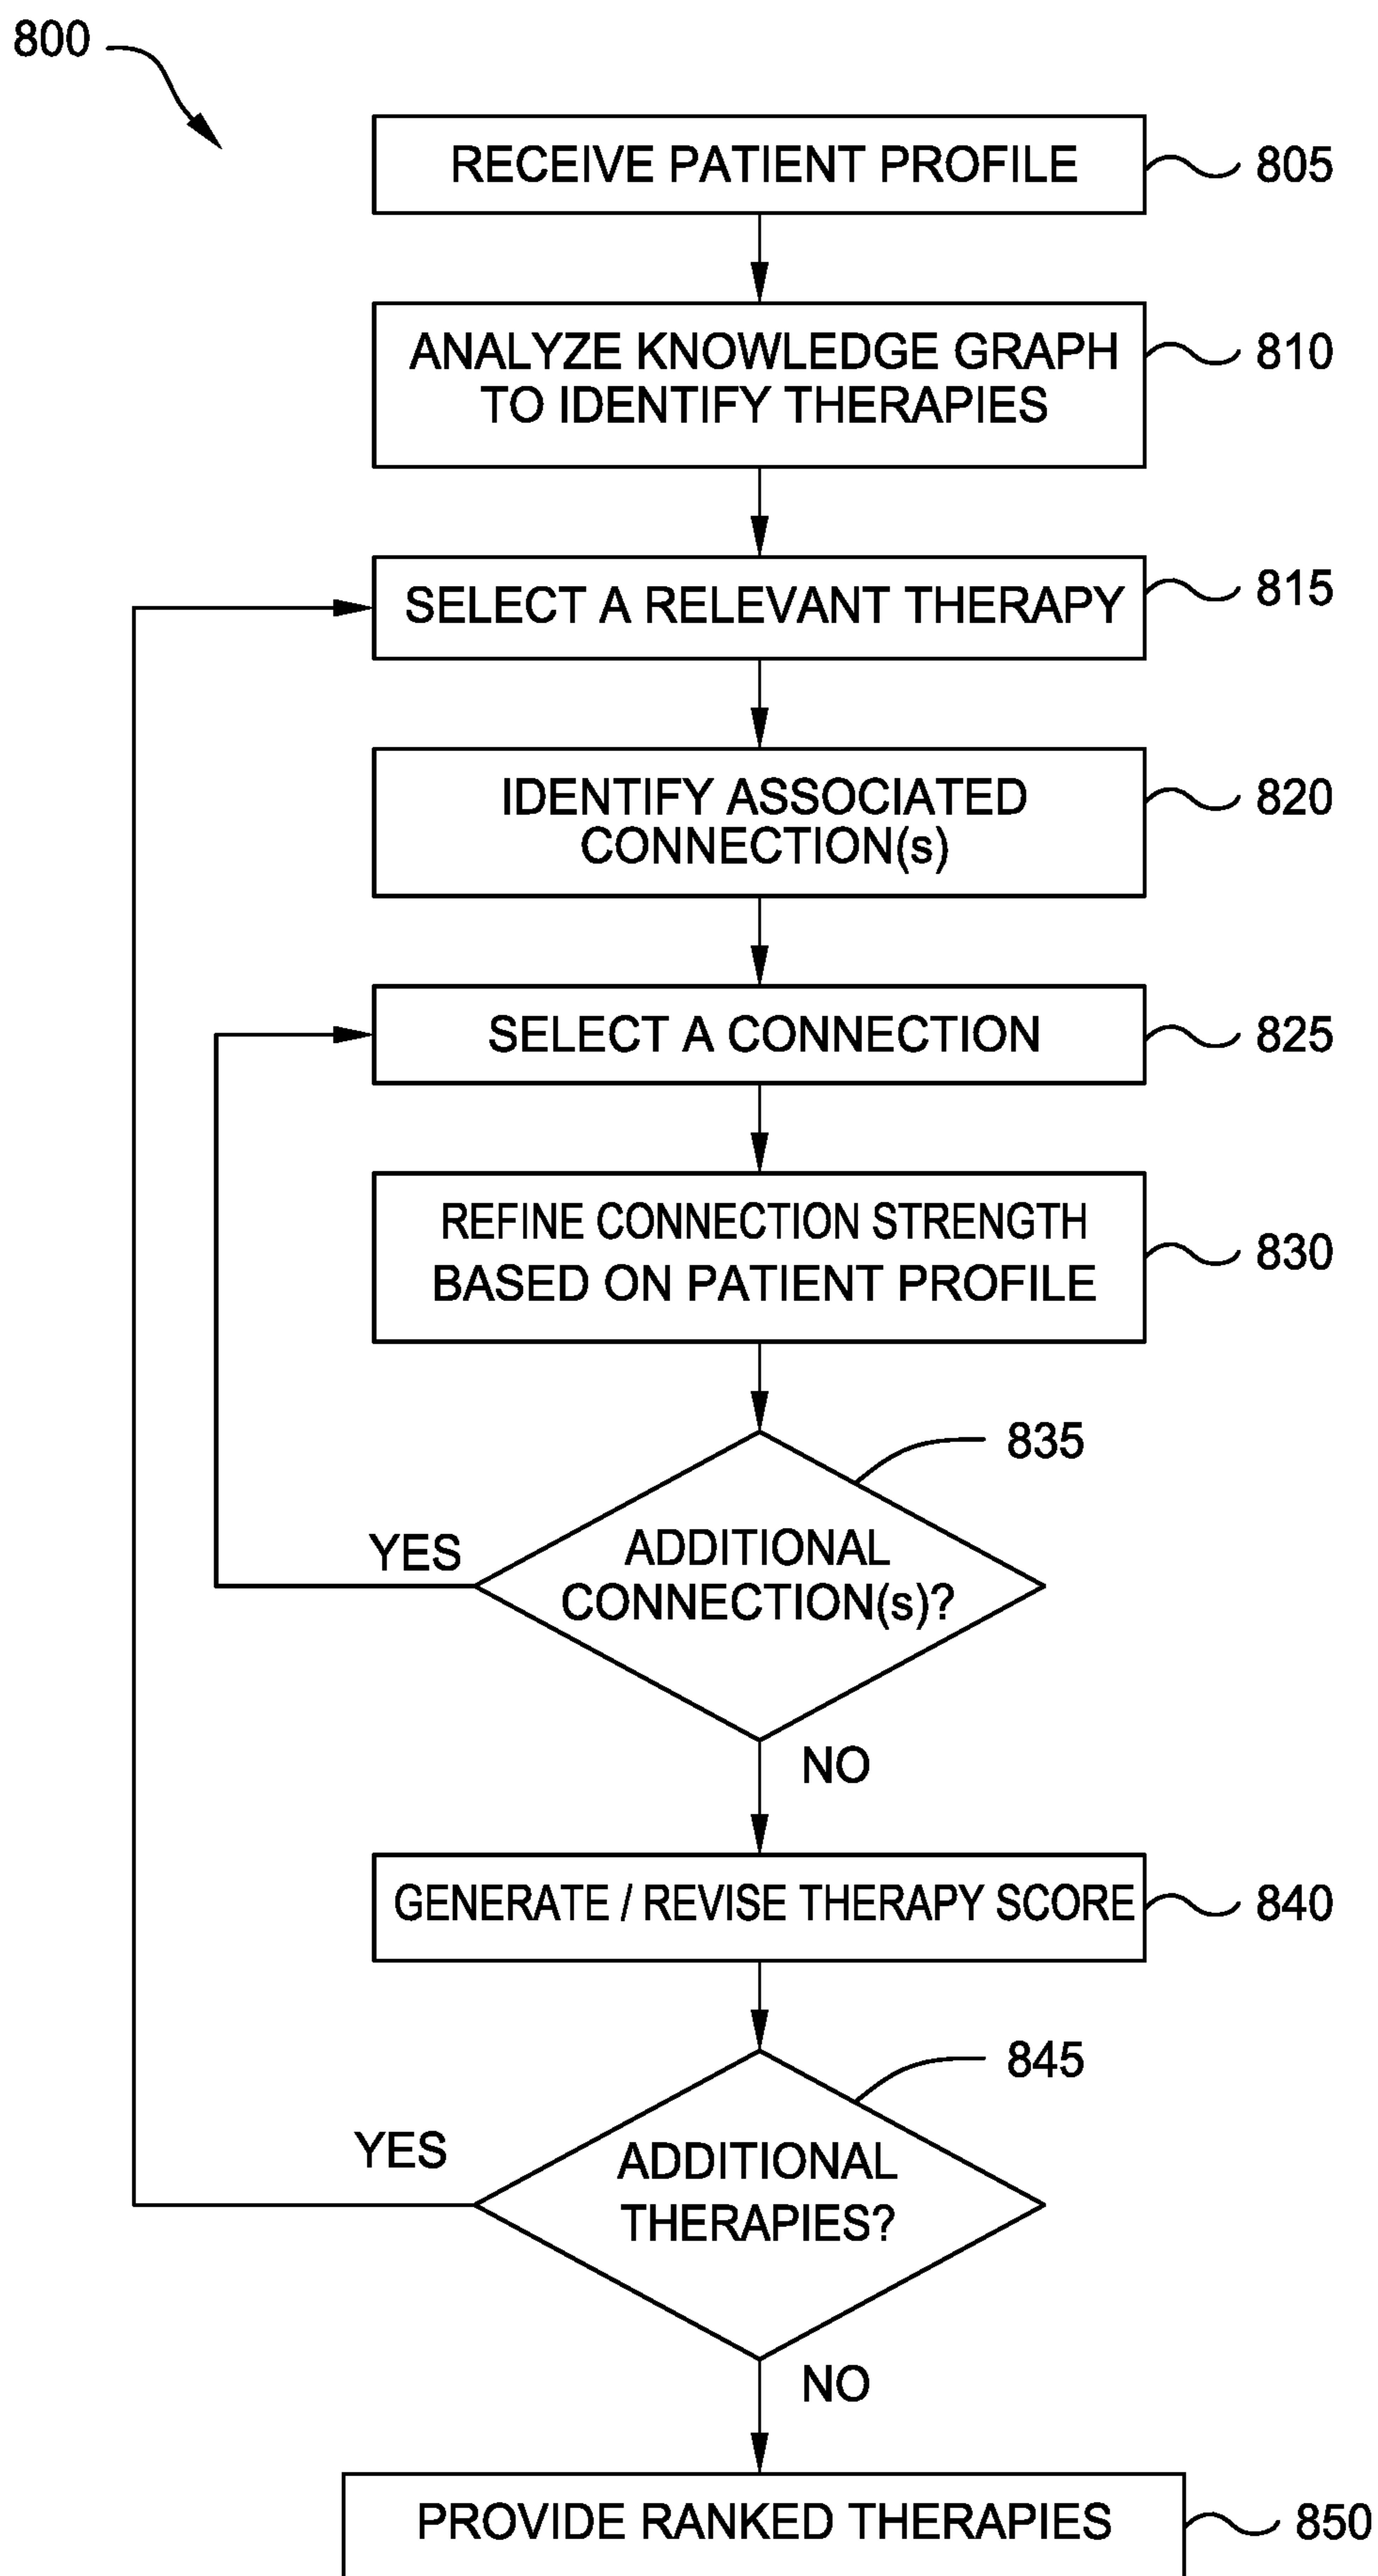 800
RECEIVE PATIENT PROFILE
805
ANALYZE KNOWLEDGE GRAPH
TO IDENTIFY THERAPIES
810
SELECT A RELEVANT THERAPY
815
IDENTIFY ASSOCIATED
CONNECTION(s)
820
SELECT A CONNECTION
825
REFINE CONNECTION STRENGTH
BASED ON PATIENT PROFILE
830
835
ADDITIONAL
CONNECTION(s)?
YES
NO
GENERATE / REVISE THERAPY SCORE
840
845
YES
ADDITIONAL
THERAPIES?
NO
PROVIDE RANKED THERAPIES
850